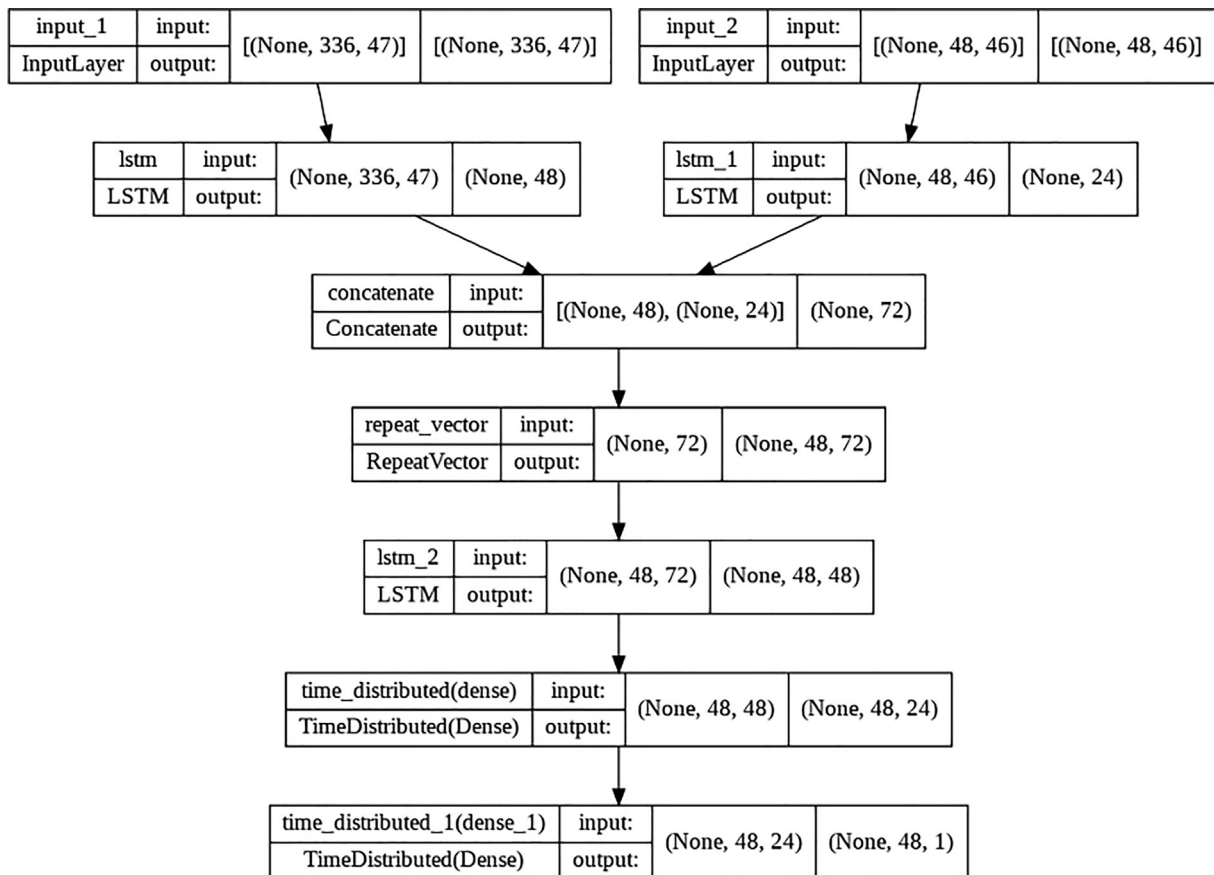 input_1 input: [(None, 336, 47)] [(None, 336, 47)]
InputLayer output:
input_2 input: [(None, 48, 46)] [(None, 48, 46)]
InputLayer output:
lstm input: (None, 336, 47) (None, 48)
LSTM output:
lstm_1 input: (None, 48, 46) (None, 24)
LSTM output:
concatenate input: [(None, 48), (None, 24)] (None, 72)
Concatenate output:
repeat_vector input: (None, 72) (None, 48, 72)
RepeatVector output:
lstm_2 input: (None, 48, 72) (None, 48, 48)
LSTM output:
time_distributed(dense) input: (None, 48, 48) (None, 48, 24)
TimeDistributed(Dense) output:
time_distributed_1(dense_1) input: (None, 48, 24) (None, 48, 1)
TimeDistributed(Dense) output: